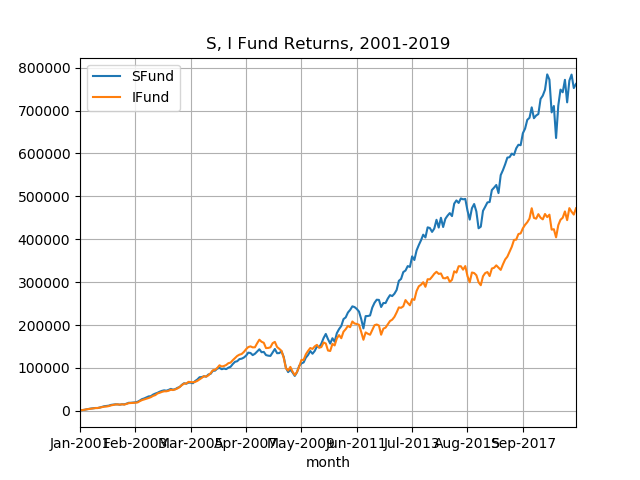 S, I Fund Returns, 2001-2019
SFund
IFund
800000
700000
600000
500000
400000
300000
200000
100000
0
Jan-2001 Feb-2003 Mar-2005 Apr-2007 May-2009 Jun-2011 Jul-2013 Aug-2015 Sep-2017
month